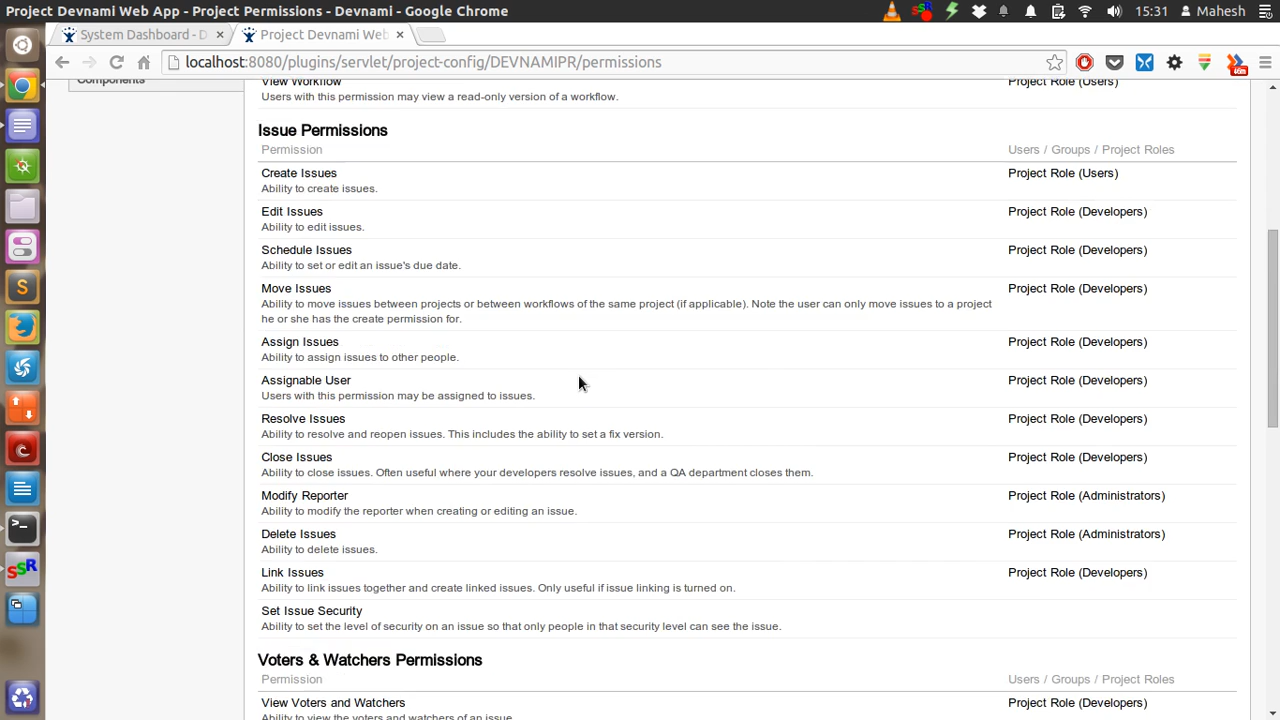 Project Devnami Web App - Project Permissions - Devnami - Google Chrome
15:31 Mahesh
System Dashboard - D
Project Devnami Web
localhost:8080/plugins/servlet/project-config/DEVNAMIPR/permissions
Components
View Workflow
Project Role (Users)
Users with this permission may view a read-only version of a workflow.
Issue Permissions
Permission
Users / Groups / Project Roles
Create Issues
Project Role (Users)
Ability to create issues.
Edit Issues
Project Role (Developers)
Ability to edit issues.
Schedule Issues
Project Role (Developers)
Ability to set or edit an issue's due date.
Move Issues
Project Role (Developers)
Ability to move issues between projects or between workflows of the same project (if applicable). Note the user can only move issues to a project
he or she has the create permission for.
Assign Issues
Project Role (Developers)
Ability to assign issues to other people.
Assignable User
Project Role (Developers)
Users with this permission may be assigned to issues.
Resolve Issues
Project Role (Developers)
Ability to resolve and reopen issues. This includes the ability to set a fix version.
Close Issues
Project Role (Developers)
Ability to close issues. Often useful where your developers resolve issues, and a QA department closes them.
Modify Reporter
Project Role (Administrators)
Ability to modify the reporter when creating or editing an issue.
Delete Issues
Project Role (Administrators)
Ability to delete issues.
Link Issues
Project Role (Developers)
Ability to link issues together and create linked issues. Only useful if issue linking is turned on.
Set Issue Security
Ability to set the level of security on an issue so that only people in that security level can see the issue.
Voters & Watchers Permissions
Permission
Users / Groups / Project Roles
View Voters and Watchers
Project Role (Developers)
Ability to view the voters and watchers of an issue.